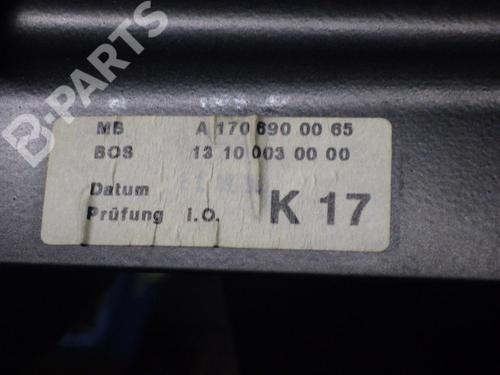 B-PARTS
MB A 170 690 00 65
BOS 13 10 003 00 00
Datum
Prüfung i.O. K 17